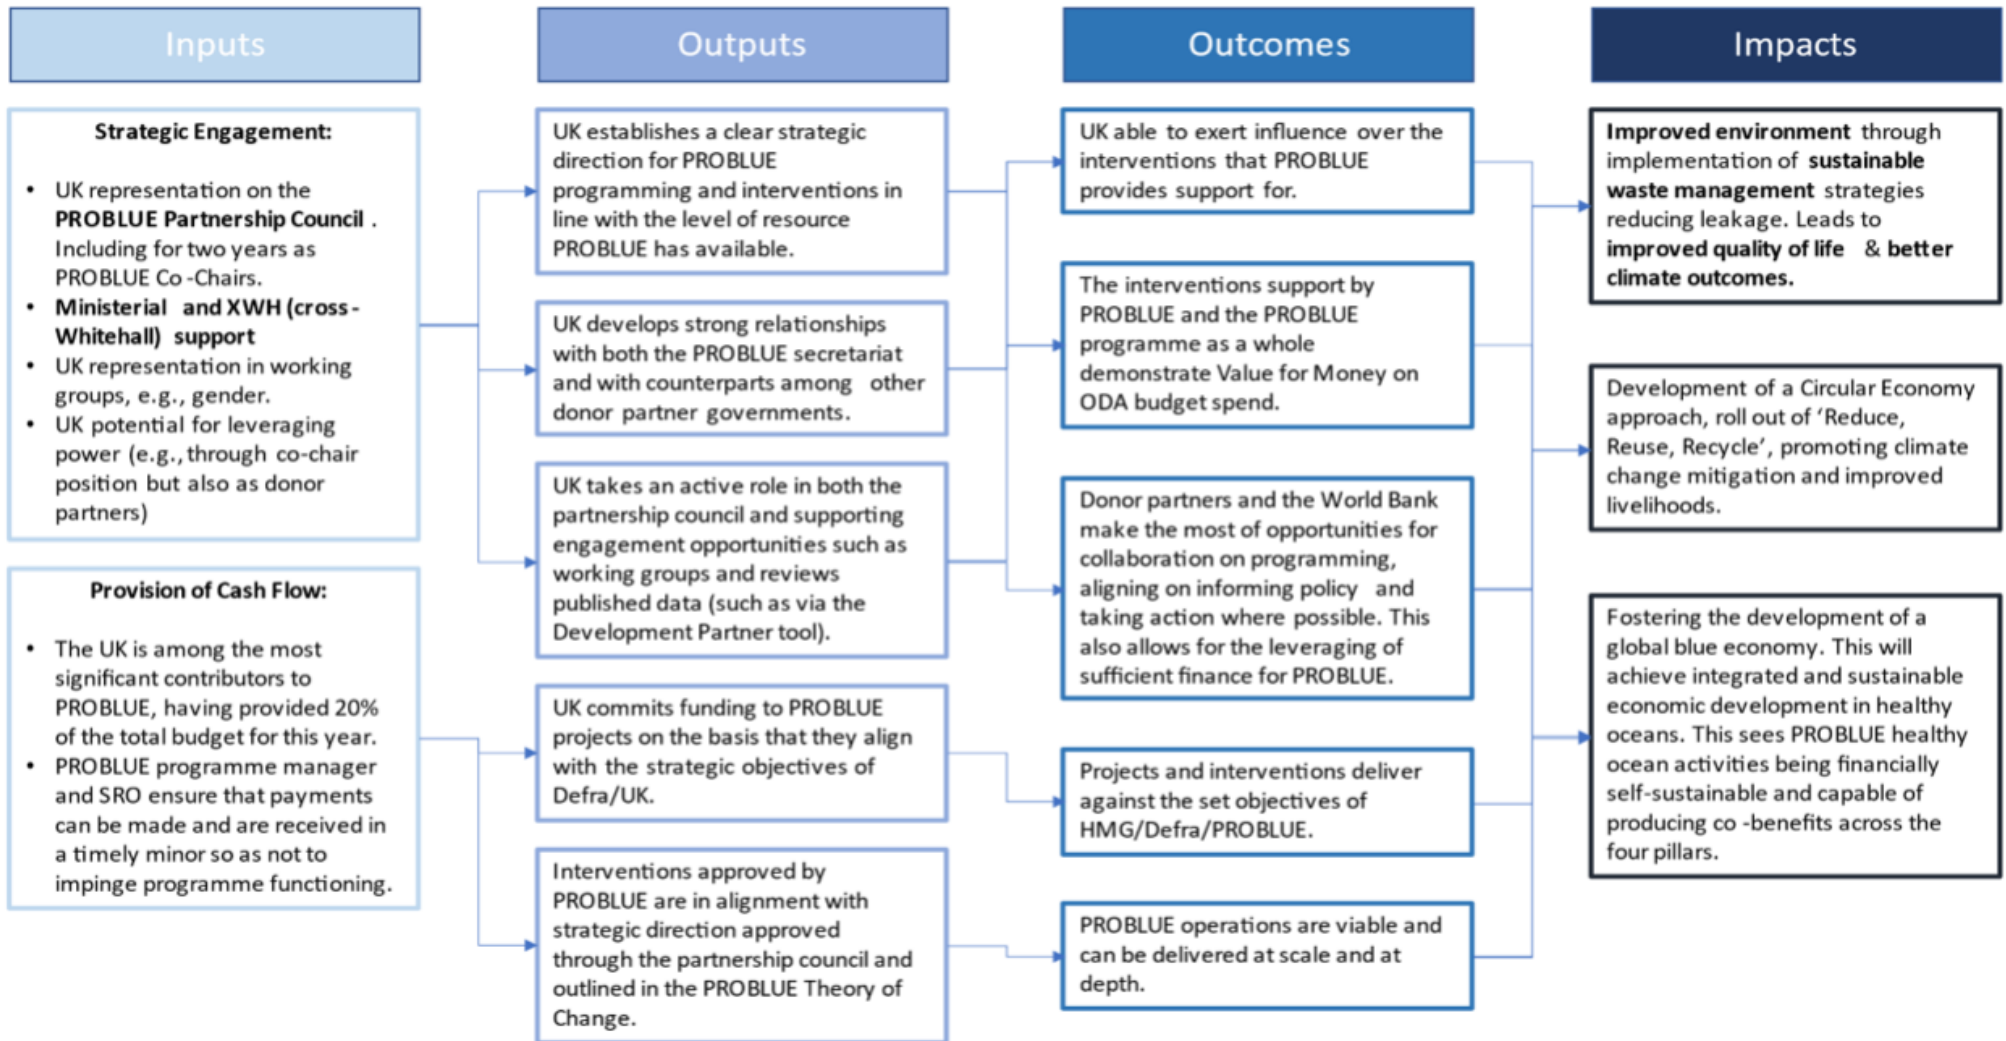 Inputs
Outputs
Outcomes
Impacts
Strategic Engagement:
• UK representation on the
PROBLUE Partnership Council .
Including for two years as
PROBLUE Co -Chairs.
• Ministerial and XWH (cross-
Whitehall) support
• UK representation in working
groups, e.g., gender.
• UK potential for leveraging
power (e.g., through co-chair
position but also as donor
partners)
Provision of Cash Flow:
• The UK is among the most
significant contributors to
PROBLUE, having provided 20%
of the total budget for this year.
• PROBLUE programme manager
and SRO ensure that payments
can be made and are received in
a timely minor so as not to
impinge programme functioning.
UK establishes a clear strategic
direction for PROBLUE
programming and interventions in
line with the level of resource
PROBLUE has available.
UK develops strong relationships
with both the PROBLUE secretariat
and with counterparts among other
donor partner governments.
UK takes an active role in both the
partnership council and supporting
engagement opportunities such as
working groups and reviews
published data (such as via the
Development Partner tool).
UK commits funding to PROBLUE
projects on the basis that they align
with the strategic objectives of
Defra/UK.
Interventions approved by
PROBLUE are in alignment with
strategic direction approved
through the partnership council and
outlined in the PROBLUE Theory of
Change.
UK able to exert influence over the
interventions that PROBLUE
provides support for.
The interventions support by
PROBLUE and the PROBLUE
programme as a whole
demonstrate Value for Money on
ODA budget spend.
Donor partners and the World Bank
make the most of opportunities for
collaboration on programming,
aligning on informing policy and
taking action where possible. This
also allows for the leveraging of
sufficient finance for PROBLUE.
Projects and interventions deliver
against the set objectives of
HMG/Defra/PROBLUE.
PROBLUE operations are viable and
can be delivered at scale and at
depth.
Improved environment through
implementation of sustainable
waste management strategies
reducing leakage. Leads to
improved quality of life & better
climate outcomes.
Development of a Circular Economy
approach, roll out of ‘Reduce,
Reuse, Recycle’, promoting climate
change mitigation and improved
livelihoods.
Fostering the development of a
global blue economy. This will
achieve integrated and sustainable
economic development in healthy
oceans. This sees PROBLUE healthy
ocean activities being financially
self-sustainable and capable of
producing co -benefits across the
four pillars.